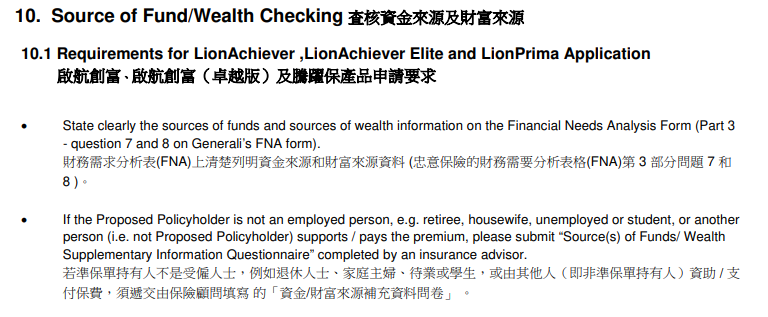 10. Source of Fund/Wealth Checking 查核資金來源及財富來源
10.1 Requirements for LionAchiever ,LionAchiever Elite and LionPrima Application
啟航創富、啟航創富（卓越版）及騰躍保產品申請要求
• State clearly the sources of funds and sources of wealth information on the Financial Needs Analysis Form (Part 3
- question 7 and 8 on Generali's FNA form).
財務需求分析表(FNA)上清楚列明資金來源和財富來源資料 (忠意保險的財務需要分析表格(FNA)第 3 部分問題 7 和
8 )。
• If the Proposed Policyholder is not an employed person, e.g. retiree, housewife, unemployed or student, or another
person (i.e. not Proposed Policyholder) supports / pays the premium, please submit “Source(s) of Funds/ Wealth
Supplementary Information Questionnaire” completed by an insurance advisor.
若準保單持有人不是受僱人士，例如退休人士、家庭主婦、待業或學生，或由其他人（即非準保單持有人）資助 / 支
付保費，須遞交由保險顧問填寫 的「資金/財富來源補充資料問卷」 。